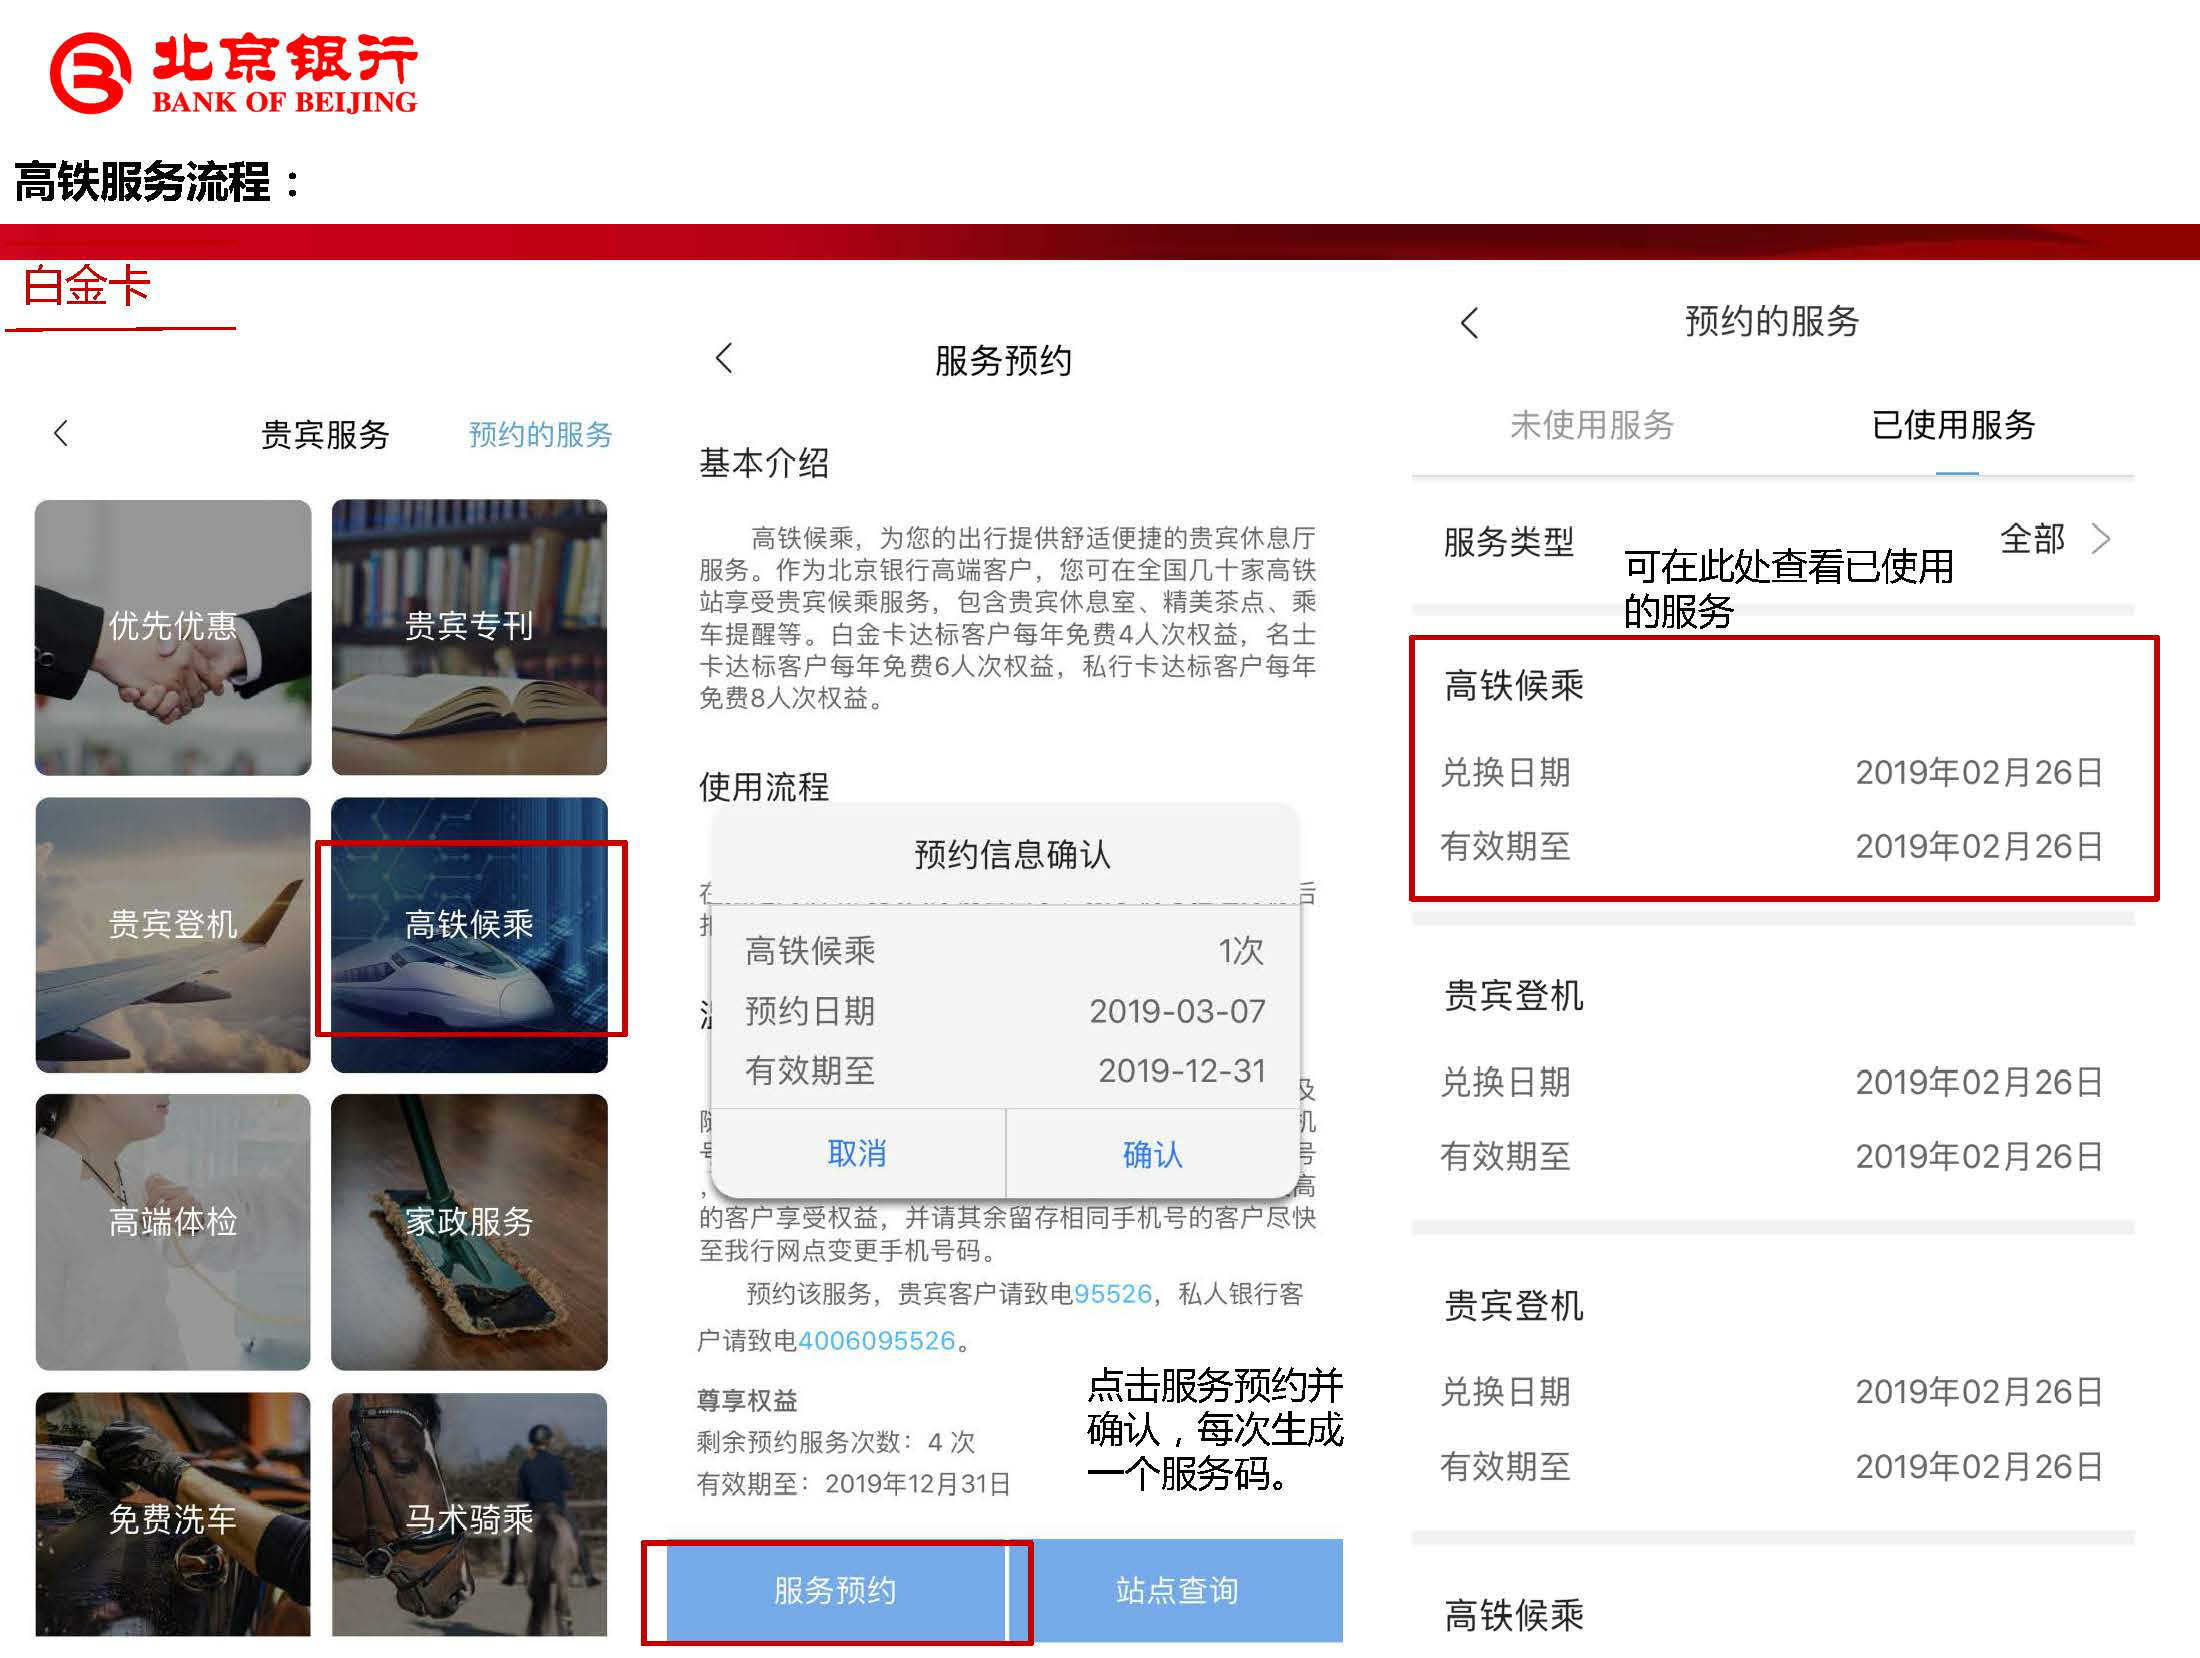 北京银行
BANK OF BEIJING
高铁服务流程：
白金卡
贵宾服务
预约的服务
优先优惠
贵宾专刊
贵宾登机
高铁候乘
高端体检
家政服务
免费洗车
马术骑乘
服务预约
基本介绍
高铁候乘，为您的出行提供舒适便捷的贵宾休息厅
服务。作为北京银行高端客户，您可在全国几十家高铁
站享受贵宾候乘服务，包含贵宾休息室、精美茶点、乘
车提醒等。白金卡达标客户每年免费4人次权益，名士
卡达标客户每年免费6人次权益，私行卡达标客户每年
免费8人次权益。
使用流程
预约信息确认
高铁候乘 1次
预约日期 2019-03-07
有效期至 2019-12-31
取消 确认
的客户享受权益，并请其余留存相同手机号的客户尽快
至我行网点变更手机号码。
预约该服务，贵宾客户请致电95526，私人银行客
户请致电4006095526。
尊享权益
剩余预约服务次数：4 次
有效期至：2019年12月31日
点击服务预约并
确认，每次生成
一个服务码。
服务预约 站点查询
预约的服务
未使用服务 已使用服务
服务类型 全部
可在此处查看已使用
的服务
高铁候乘
兑换日期 2019年02月26日
有效期至 2019年02月26日
贵宾登机
兑换日期 2019年02月26日
有效期至 2019年02月26日
贵宾登机
兑换日期 2019年02月26日
有效期至 2019年02月26日
高铁候乘